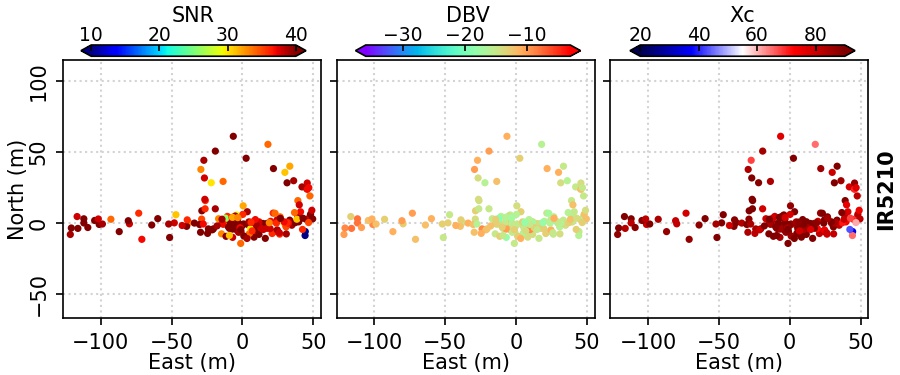 SNR DBV Xc
10 20 30 40 −30 −20 −10 20 40 60 80
100
50
0
−50
North (m)
IR5210
−100 −50 0 50 −100 −50 0 50 −100 −50 0 50
East (m) East (m) East (m)